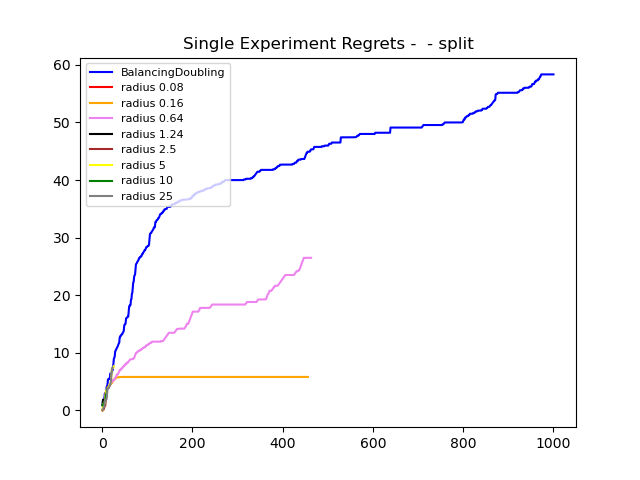 Single Experiment Regrets -  - split
60
50
40
30
20
10
0
BalancingDoubling
radius 0.08
radius 0.16
radius 0.64
radius 1.24
radius 2.5
radius 5
radius 10
radius 25
0 200 400 600 800 1000